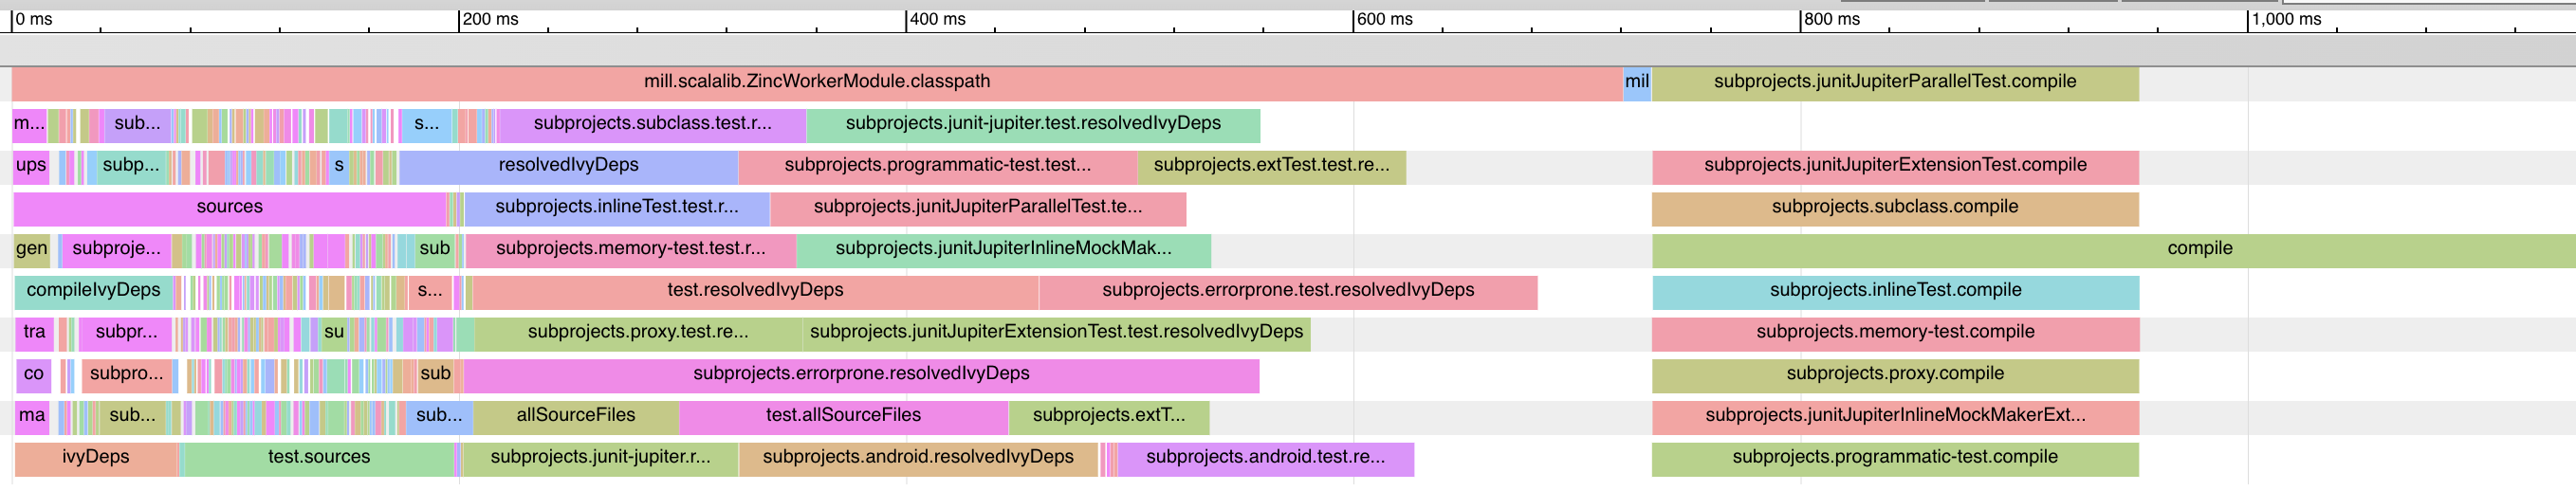 0 ms 200 ms 400 ms 600 ms 800 ms 1,000 ms
mill.scalalib.ZincWorkerModule.classpath mil subprojects.junitJupiterParallelTest.compile
m... sub... s... subprojects.subclass.test.r... subprojects.junit-jupiter.test.resolvedIvyDeps
ups subp... s resolvedIvyDeps subprojects.programmatic-test.test... subprojects.extTest.test.re... subprojects.junitJupiterExtensionTest.compile
sources subprojects.inlineTest.test.r... subprojects.junitJupiterParallelTest.te... subprojects.subclass.compile
gen subproje... sub subprojects.memory-test.test.r... subprojects.junitJupiterInlineMockMak... compile
compileIvyDeps s... test.resolvedIvyDeps subprojects.errorprone.test.resolvedIvyDeps subprojects.inlineTest.compile
tra subpr... su subprojects.proxy.test.re... subprojects.junitJupiterExtensionTest.test.resolvedIvyDeps subprojects.memory-test.compile
co subpro... sub subprojects.errorprone.resolvedIvyDeps subprojects.proxy.compile
ma sub... sub... allSourceFiles test.allSourceFiles subprojects.extT... subprojects.junitJupiterInlineMockMakerExt...
ivyDeps test.sources subprojects.junit-jupiter.r... subprojects.android.resolvedIvyDeps subprojects.android.test.re... subprojects.programmatic-test.compile